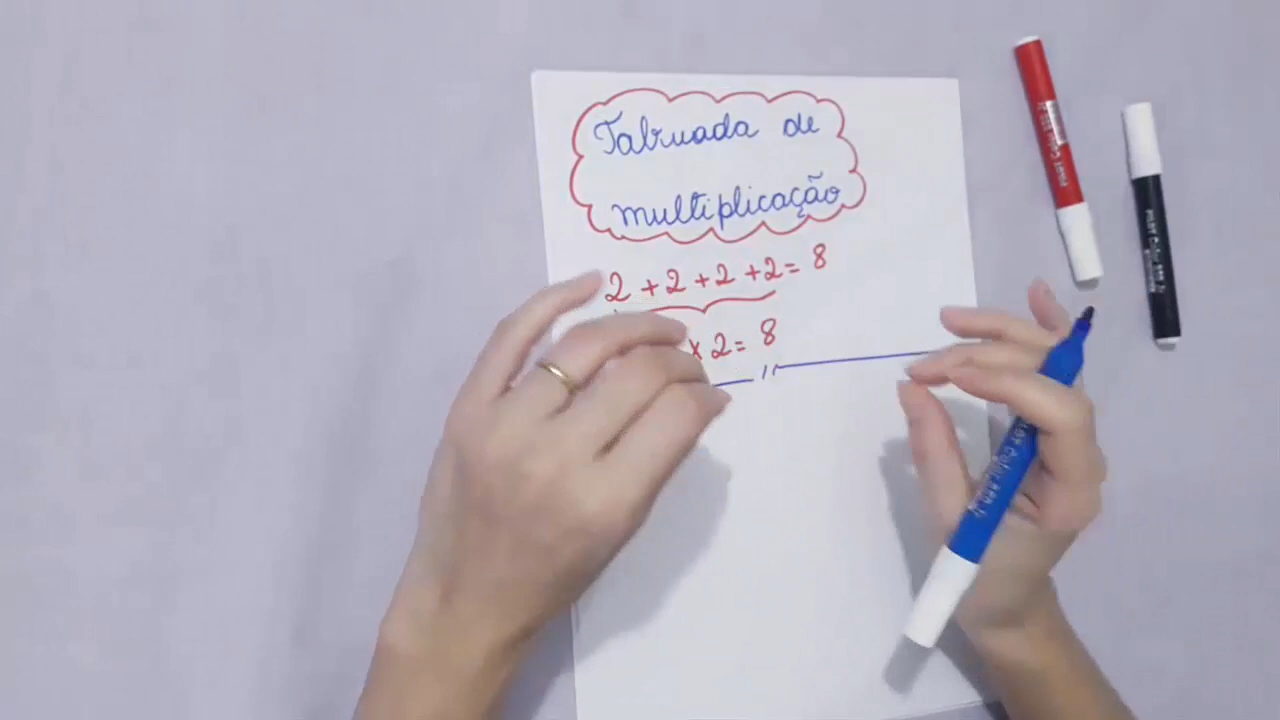 Tabuada de
multiplicação
2 + 2 + 2 + 2 = 8
x 2 = 8